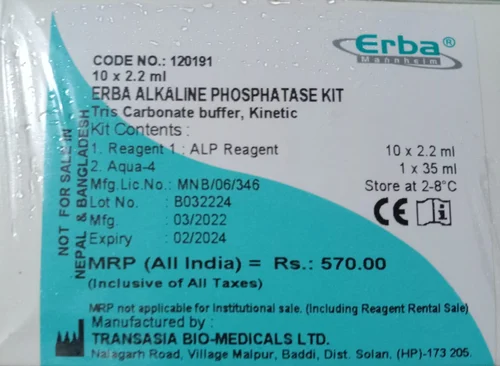 Erba®
Mannheim
CODE NO.: 120191
10 x 2.2 ml
ERBA ALKALINE PHOSPHATASE KIT
Tris Carbonate buffer, Kinetic
Kit Contents :
1. Reagent 1 : ALP Reagent 10 x 2.2 ml
2. Aqua-4 1 x 35 ml
Mfg.Lic.No.: MNB/06/346 Store at 2-8°C
Lot No. : B032224
Mfg. : 03/2022
Expiry : 02/2024
CE i
NOT FOR SALE IN
NEPAL & BANGLADESH
MRP (All India) = Rs.: 570.00
(Inclusive of All Taxes)
MRP not applicable for Institutional sale. (Including Reagent Rental Sale)
Manufactured by :
TRANSASIA BIO-MEDICALS LTD.
Nalagarh Road, Village Malpur, Baddi, Dist. Solan, (HP)-173 205.